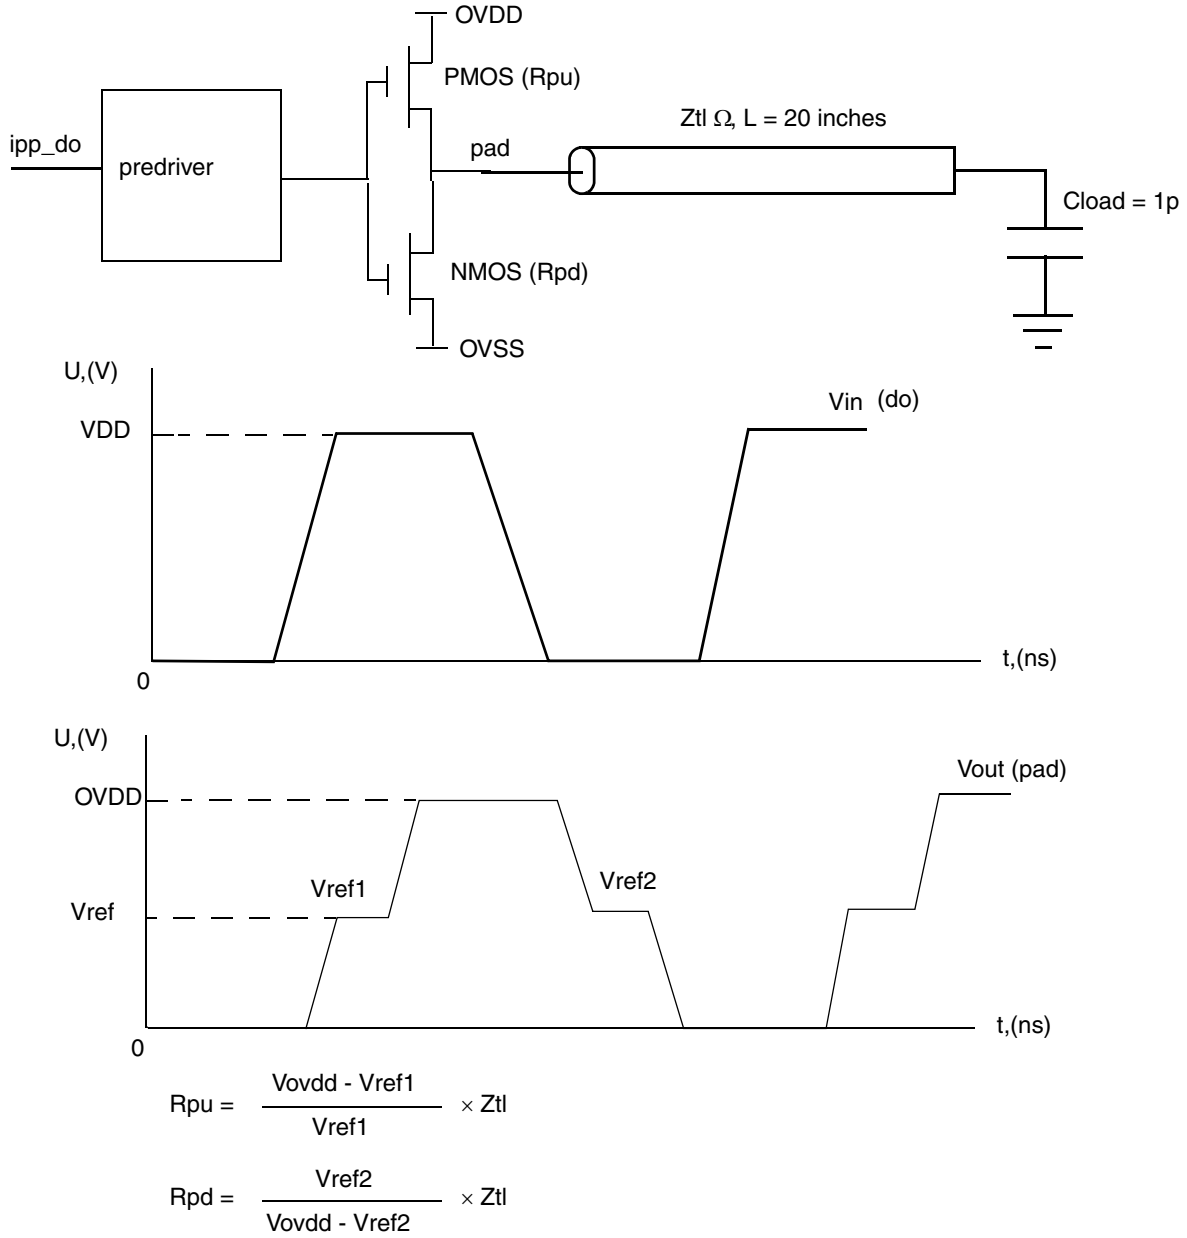 OVDD
PMOS (Rpu)
Ztl Ω, L = 20 inches
ipp_do
predriver
pad
Cload = 1p
NMOS (Rpd)
OVSS
U,(V)
VDD
Vin (do)
t,(ns)
0
U,(V)
Vout (pad)
OVDD
Vref1
Vref2
Vref
t,(ns)
0
Vovdd - Vref1
Rpu = × Ztl
Vref1
Vref2
Rpd = × Ztl
Vovdd - Vref2